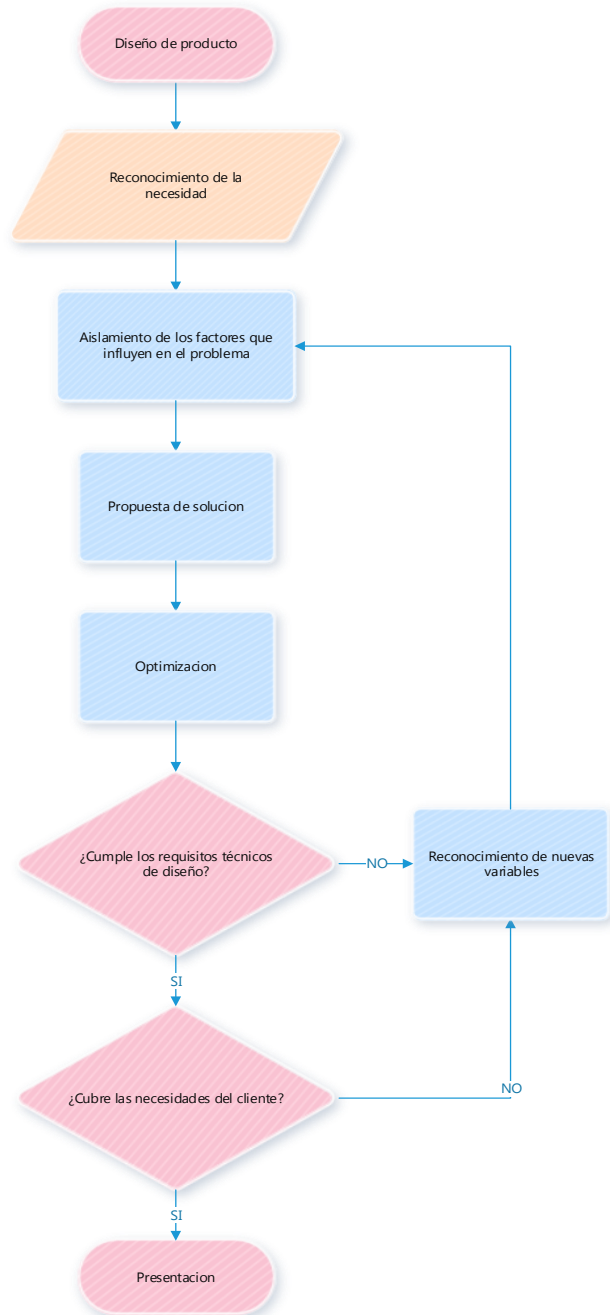 Diseño de producto
Reconocimiento de la
necesidad
Aislamiento de los factores que
influyen en el problema
Propuesta de solucion
Optimizacion
¿Cumple los requisitos técnicos
de diseño?
NO
Reconocimiento de nuevas
variables
SI
¿Cubre las necesidades del cliente?
NO
SI
Presentacion